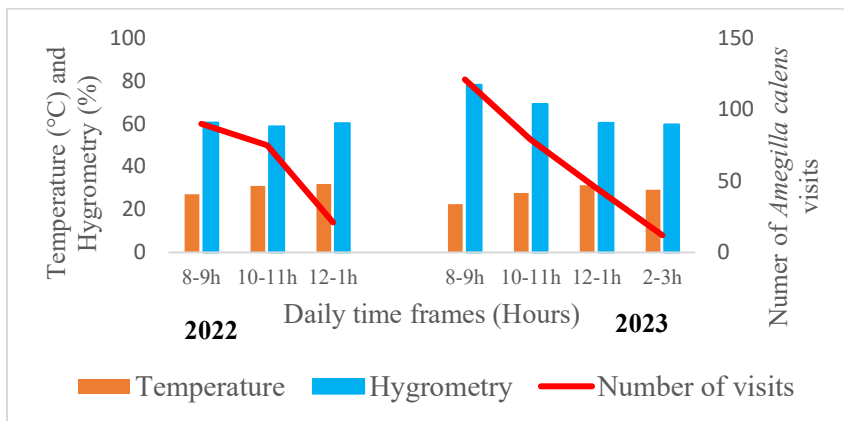 Temperature (°C) and
Hygrometry (%)
100
80
60
40
20
0
150
100
50
0
Numer of Amegilla calens
visits
8-9h 10-11h 12-1h 8-9h 10-11h 12-1h 2-3h
Daily time frames (Hours)
2022 2023
Temperature Hygrometry Number of visits